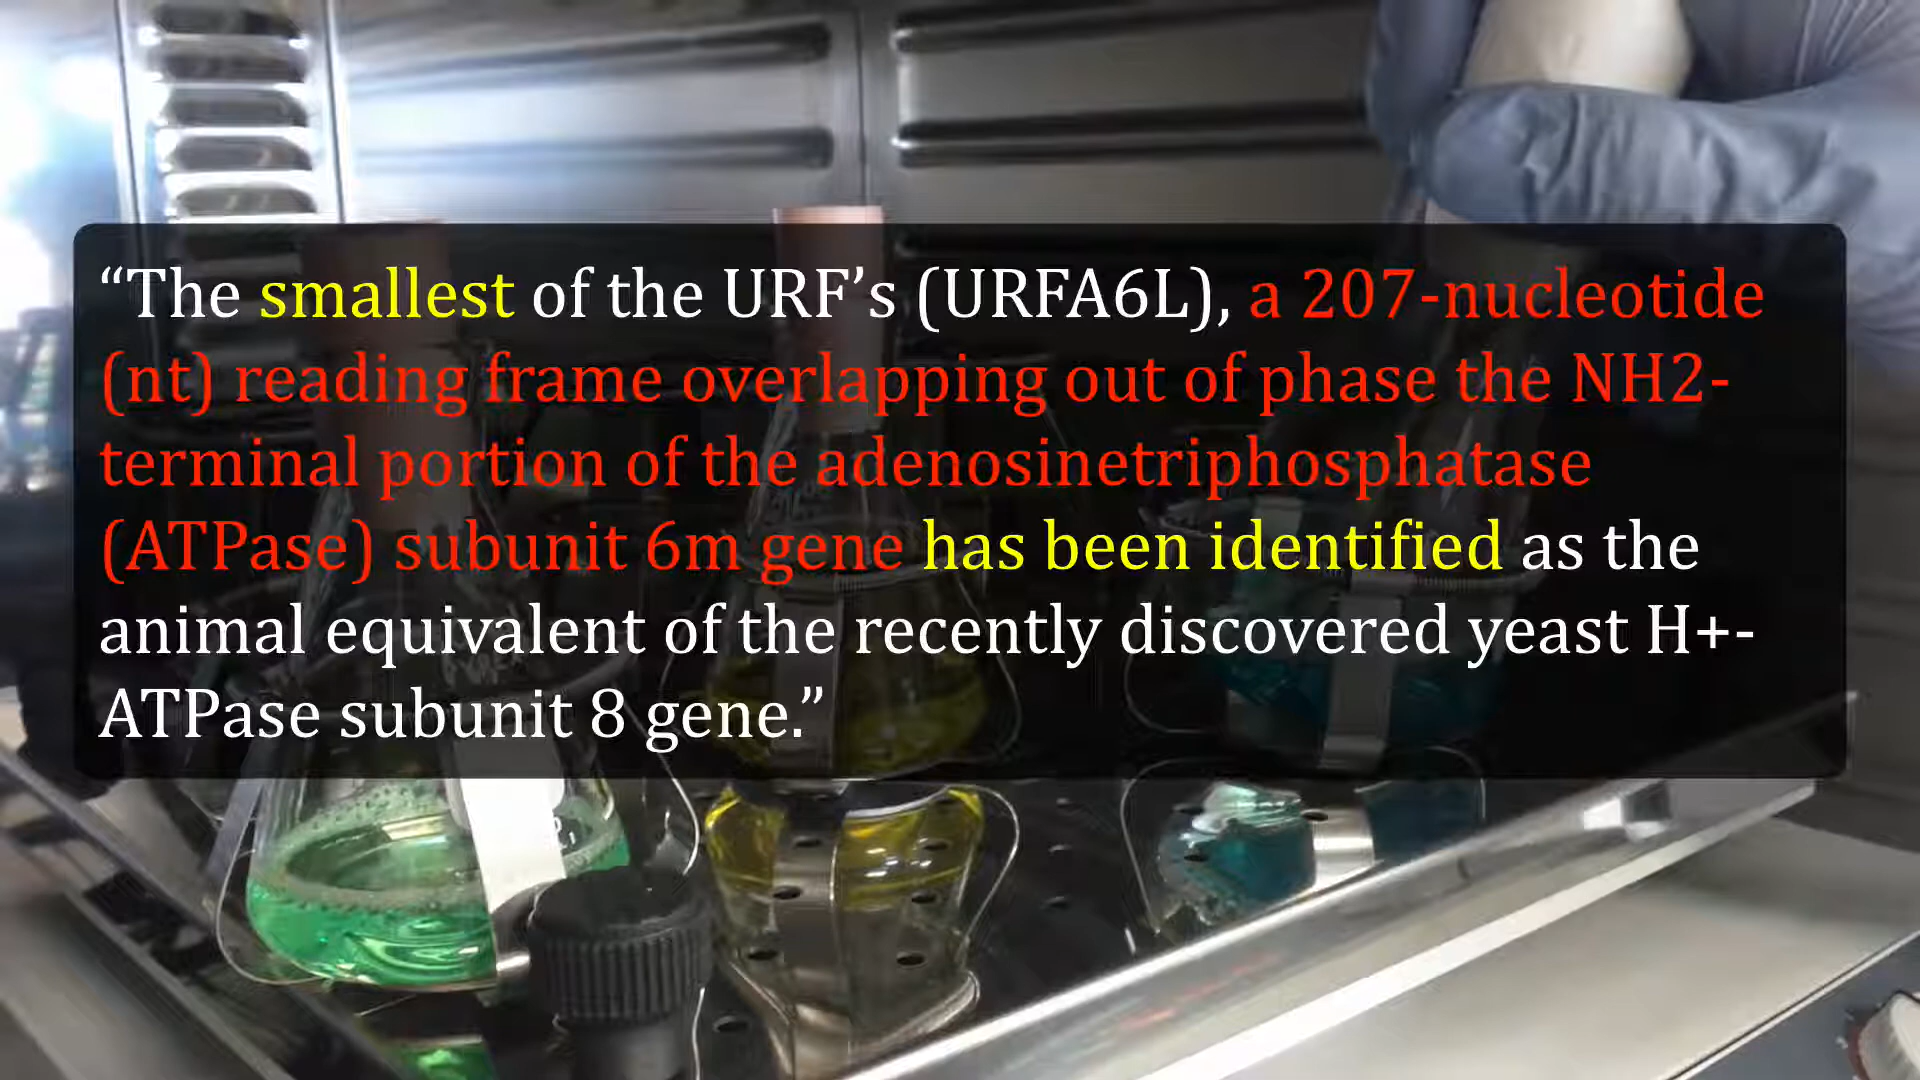 “The smallest of the URF’s (URFA6L), a 207-nucleotide
(nt) reading frame overlapping out of phase the NH2-
terminal portion of the adenosinetriphosphatase
(ATPase) subunit 6m gene has been identified as the
animal equivalent of the recently discovered yeast H+-
ATPase subunit 8 gene.”